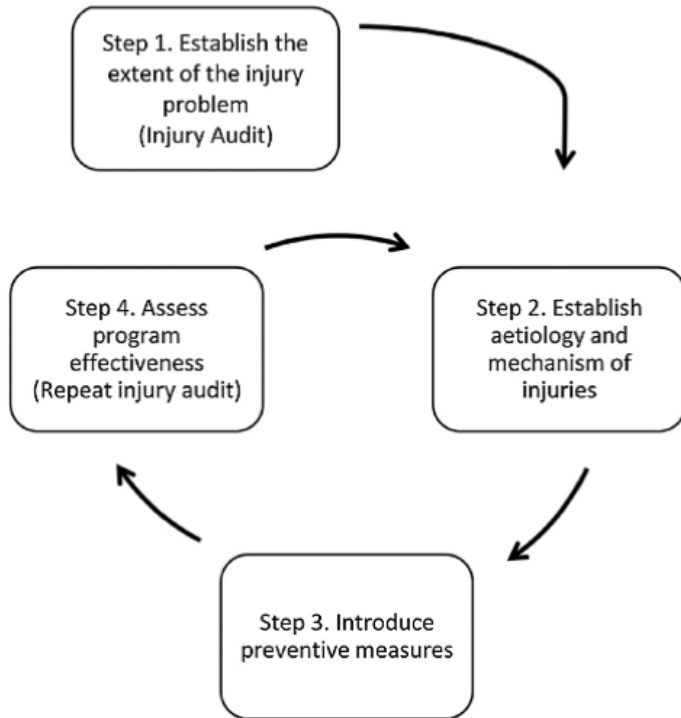 Step 1. Establish the
extent of the injury
problem
(Injury Audit)
Step 2. Establish
aetiology and
mechanism of
injuries
Step 3. Introduce
preventive measures
Step 4. Assess
program
effectiveness
(Repeat injury audit)